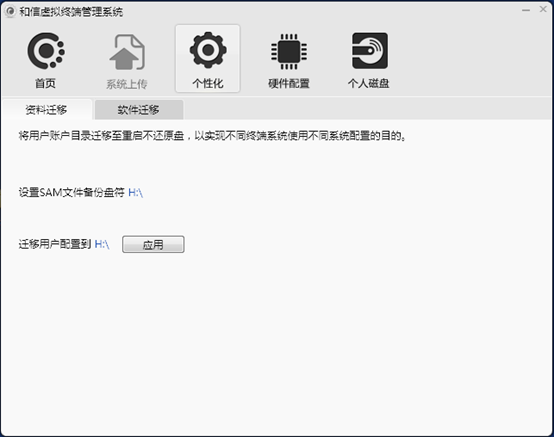 和信虚拟终端管理系统
首页 系统上传 个性化 硬件配置 个人磁盘
资料迁移 软件迁移
将用户账户目录迁移至重启不还原盘，以实现不同终端系统使用不同系统配置的目的。
设置SAM文件备份盘符 H:\
迁移用户配置到 H:\ 应用